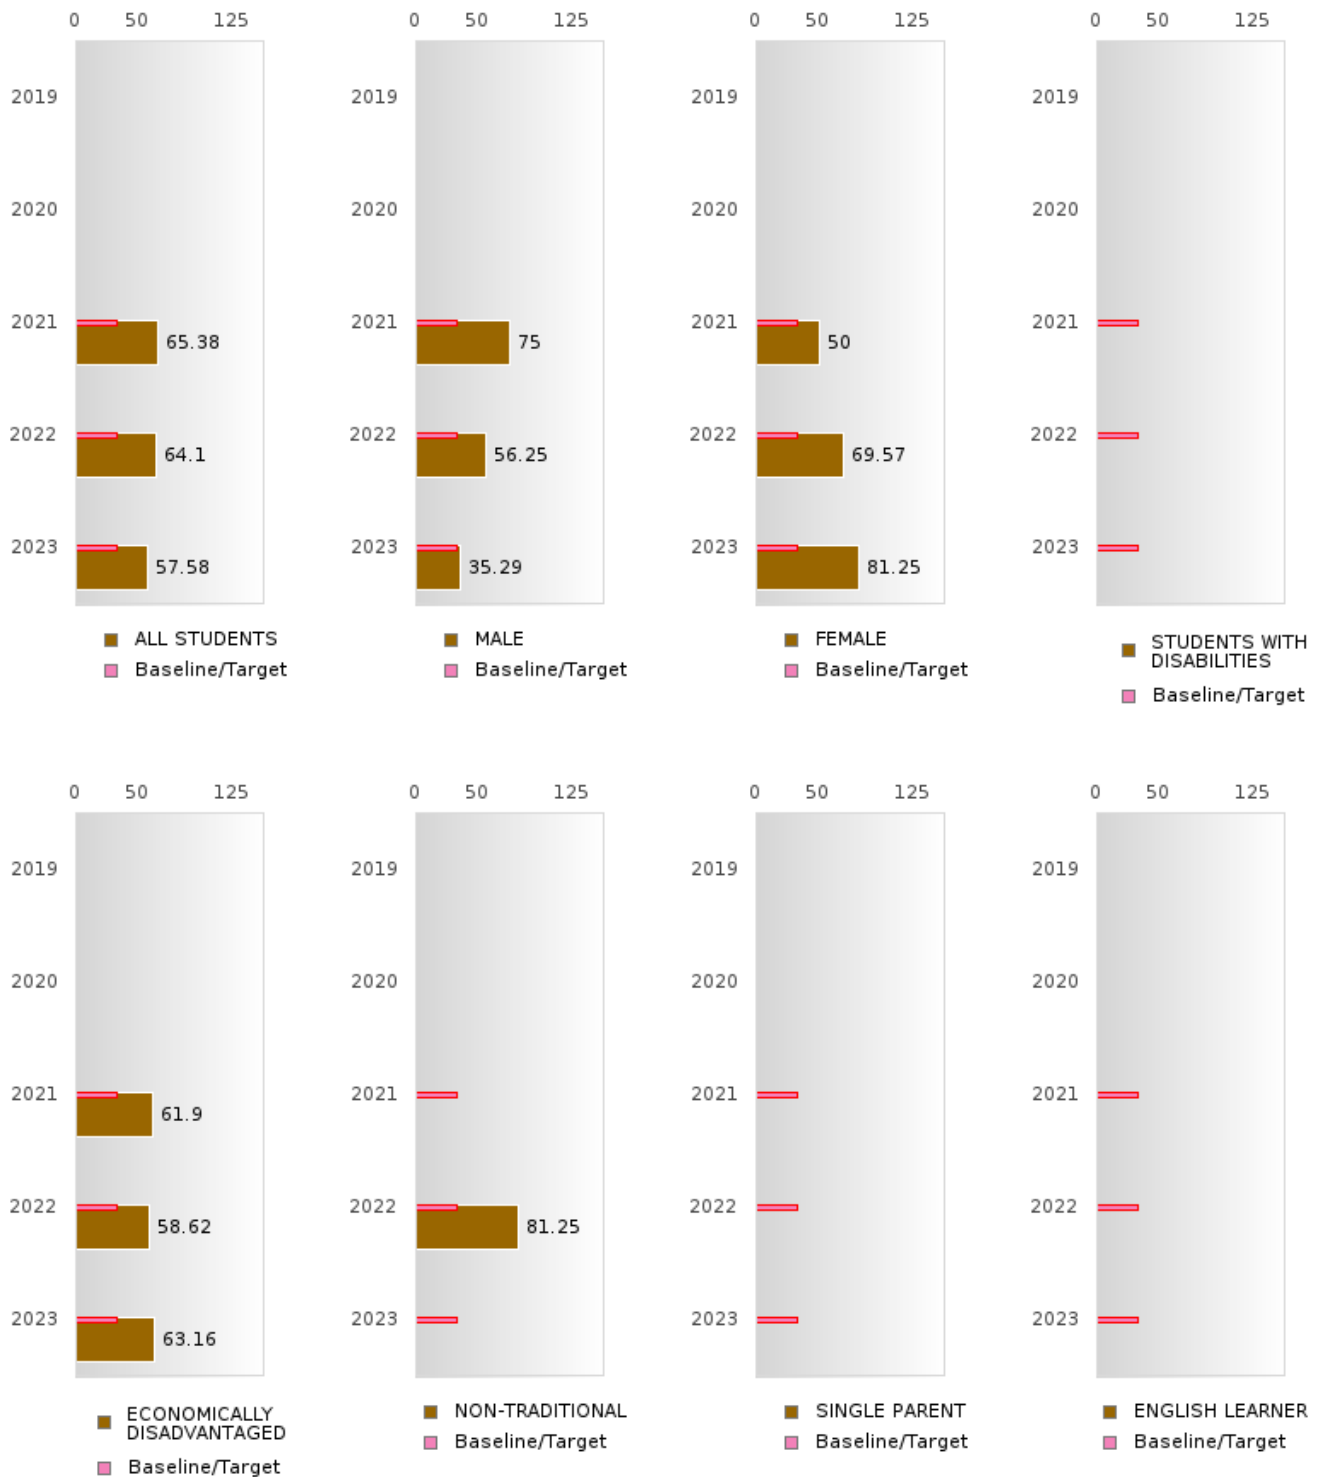 0 50 125
2019
2020
2021 65.38
2022 64.1
2023 57.58
ALL STUDENTS
Baseline/Target
0 50 125
2019
2020
2021 75
2022 56.25
2023 35.29
MALE
Baseline/Target
0 50 125
2019
2020
2021 50
2022 69.57
2023 81.25
FEMALE
Baseline/Target
0 50 125
2019
2020
2021
2022
2023
STUDENTS WITH
DISABILITIES
Baseline/Target
0 50 125
2019
2020
2021 61.9
2022 58.62
2023 63.16
ECONOMICALLY
DISADVANTAGED
Baseline/Target
0 50 125
2019
2020
2021
2022 81.25
2023
NON-TRADITIONAL
Baseline/Target
0 50 125
2019
2020
2021
2022
2023
SINGLE PARENT
Baseline/Target
0 50 125
2019
2020
2021
2022
2023
ENGLISH LEARNER
Baseline/Target